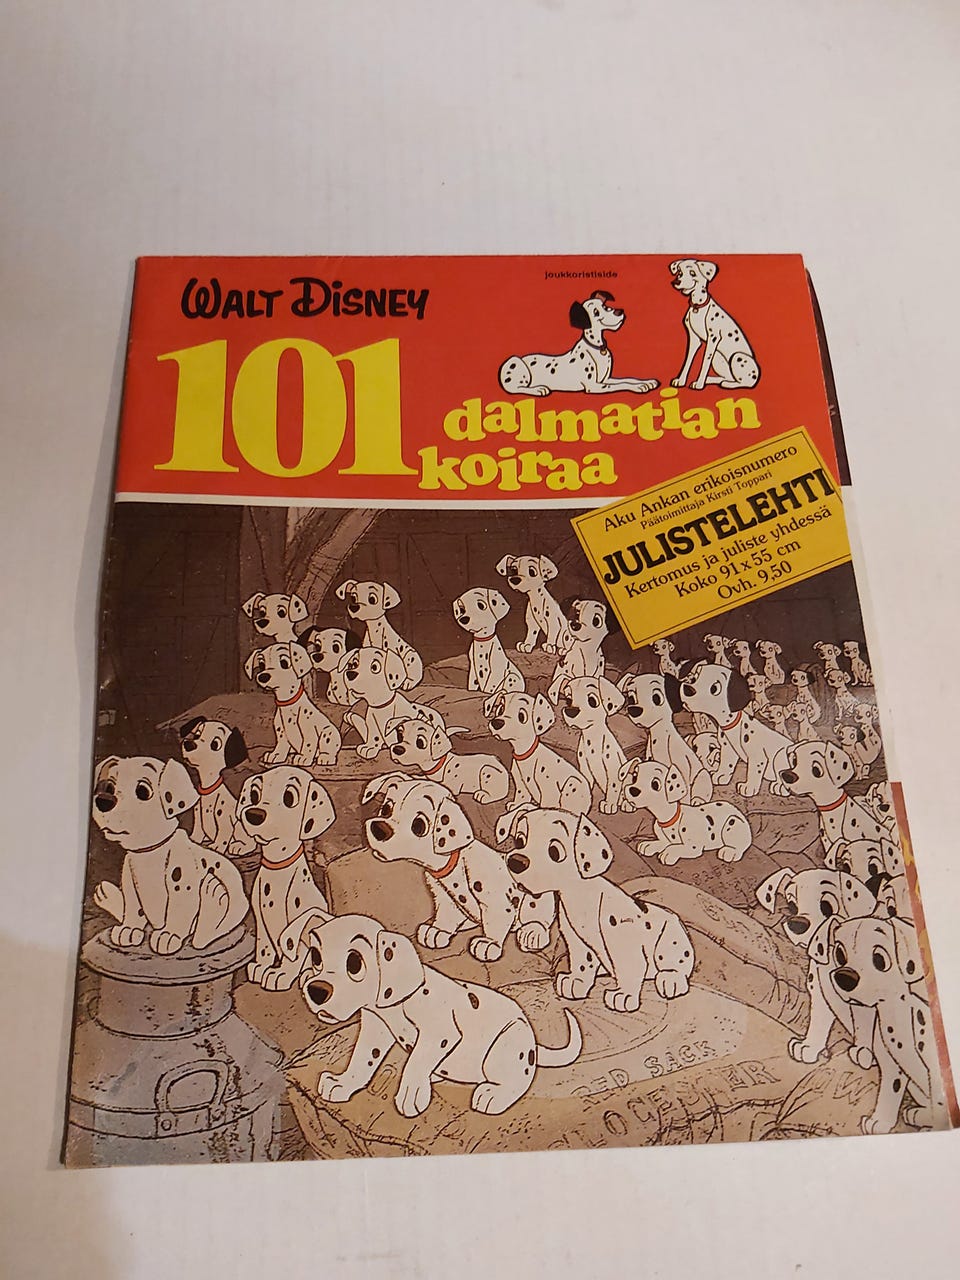 WALT DISNEY
joukkoristiside
101
dalmatian
koiraa
Aku Ankan erikoisnumero
Päätoimittaja Kirsti Toppari
JULISTELEHTI
Kertomus ja juliste yhdessä
Koko 91 x 55 cm
Ovh. 9,50
RED SACK
GLOCESTER